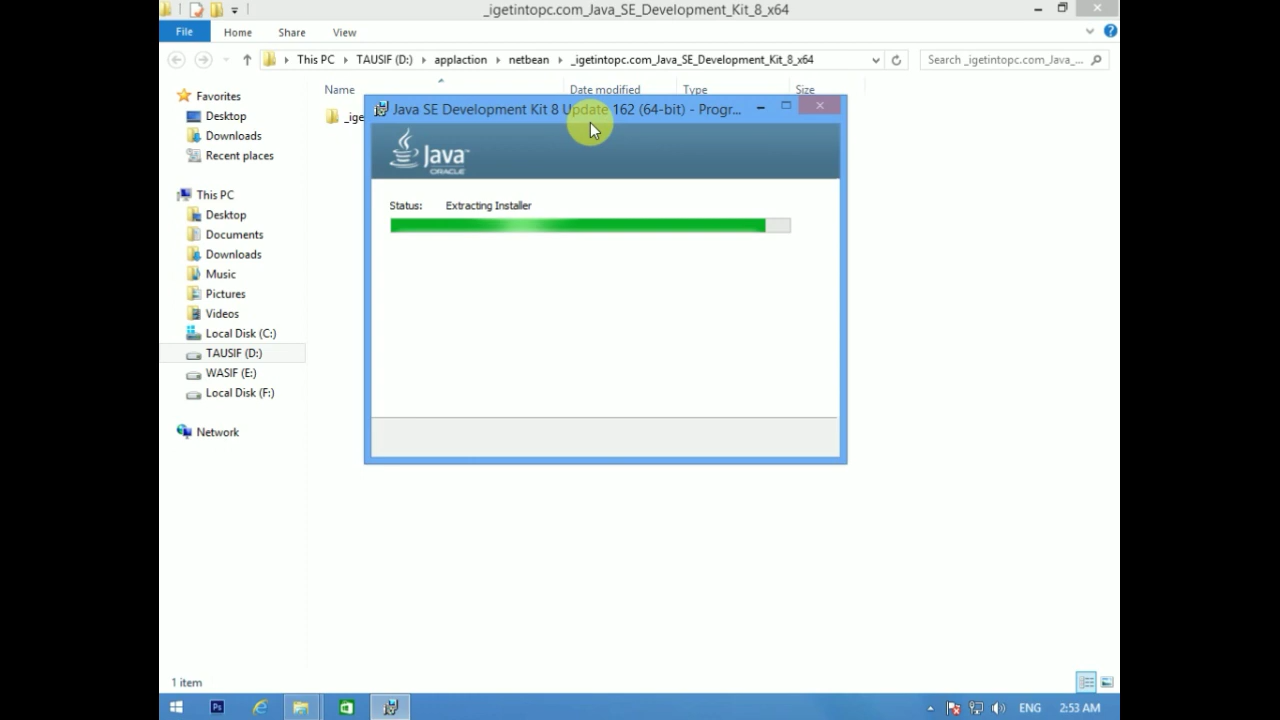 _igetintopc.com_Java_SE_Development_Kit_8_x64
File Home Share View
This PC TAUSIF (D:) applaction netbean _igetintopc.com_Java_SE_Development_Kit_8_x64
Search _igetintopc.com_Java_...
Name Date modified Type Size
_ige
Favorites
Desktop
Downloads
Recent places
This PC
Desktop
Documents
Downloads
Music
Pictures
Videos
Local Disk (C:)
TAUSIF (D:)
WASIF (E:)
Local Disk (F:)
Network
Java SE Development Kit 8 Update 162 (64-bit) - Progr...
Java
ORACLE
Status: Extracting Installer
1 item
Ps
ENG 2:53 AM